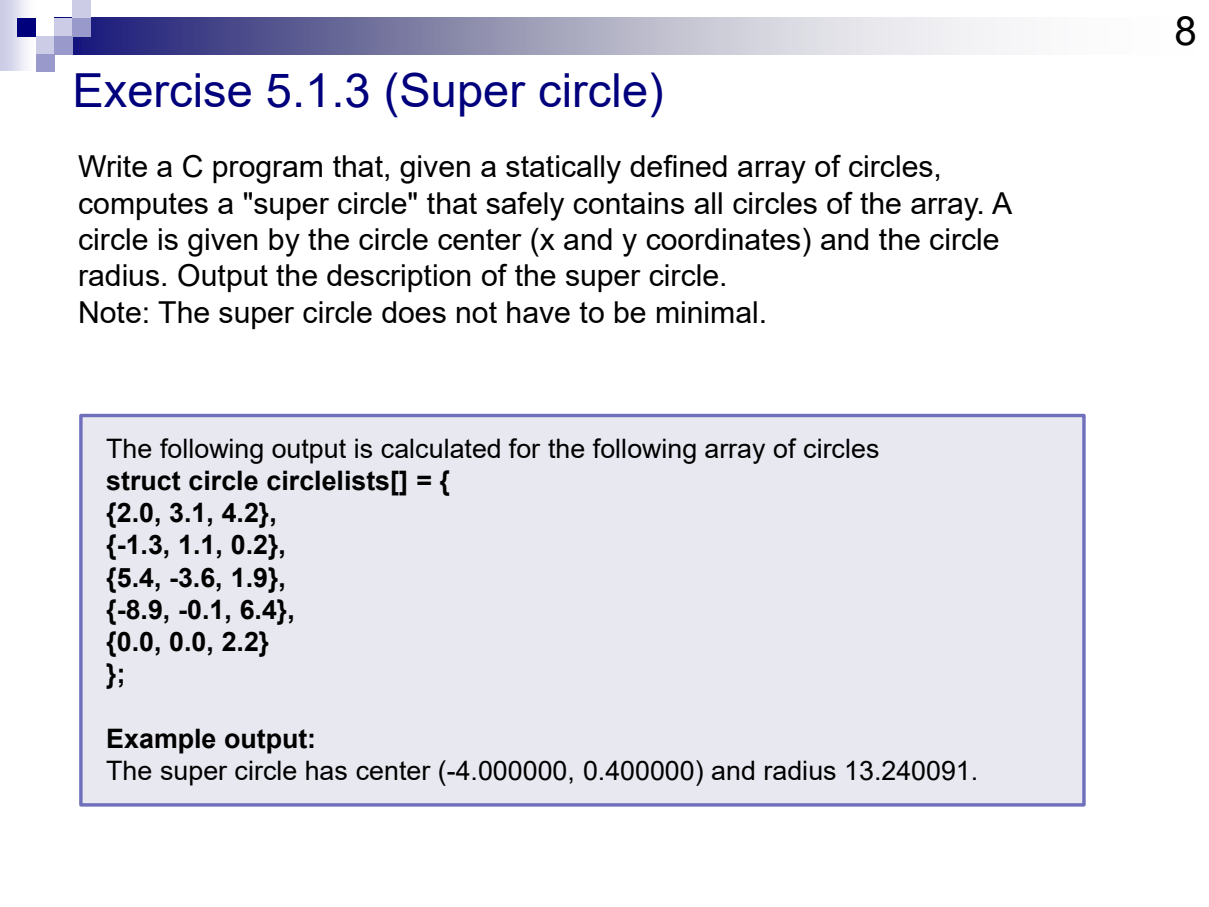 8
Exercise 5.1.3 (Super circle)
Write a C program that, given a statically defined array of circles,
computes a "super circle" that safely contains all circles of the array. A
circle is given by the circle center (x and y coordinates) and the circle
radius. Output the description of the super circle.
Note: The super circle does not have to be minimal.
The following output is calculated for the following array of circles
struct circle circlelists[] = {
{2.0, 3.1, 4.2},
{-1.3, 1.1, 0.2},
{5.4, -3.6, 1.9},
{-8.9, -0.1, 6.4},
{0.0, 0.0, 2.2}
};
Example output:
The super circle has center (-4.000000, 0.400000) and radius 13.240091.